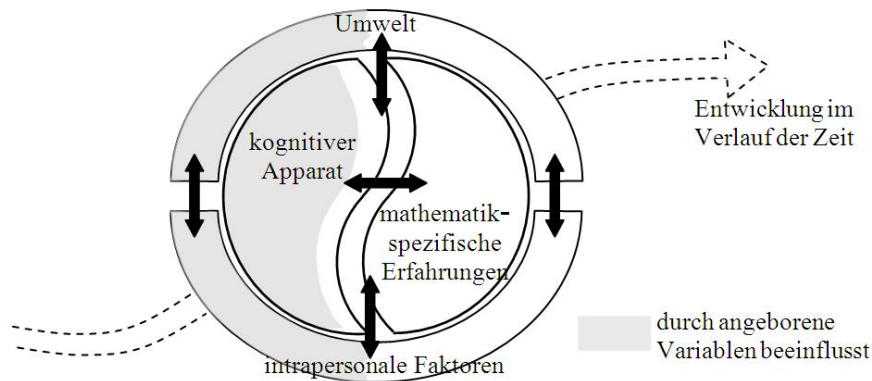 Umwelt
Entwicklung im
Verlauf der Zeit
kognitiver
Apparat
mathematik-
spezifische
Erfahrungen
durch angeborene
Variablen beeinflusst
intrapersonale Faktoren